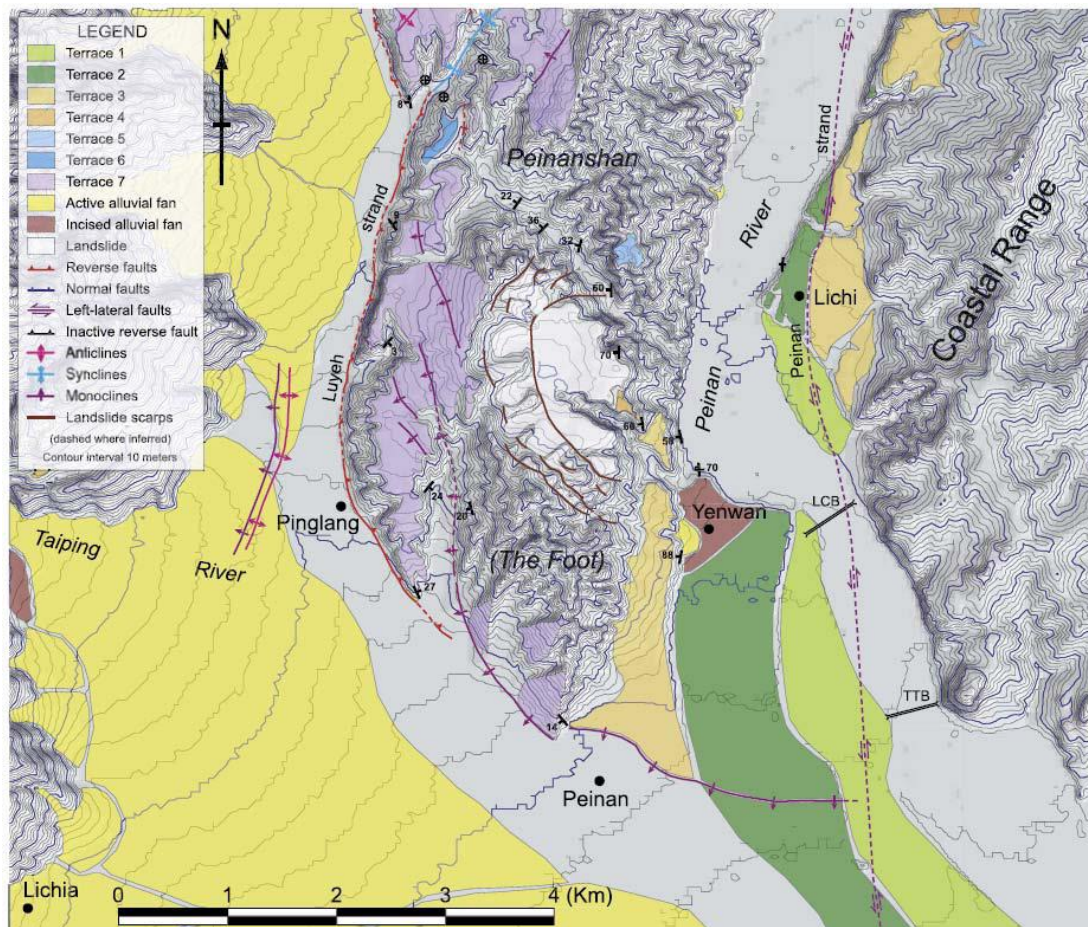 LEGEND
Terrace 1
Terrace 2
Terrace 3
Terrace 4
Terrace 5
Terrace 6
Terrace 7
Active alluvial fan
Incised alluvial fan
Landslide
Reverse faults
Normal faults
Left-lateral faults
Inactive reverse fault
Anticlines
Synclines
Monoclines
Landslide scarps
(dashed where inferred)
Contour interval 10 meters
N
8
Peinanshan
22
36
32
60
70
strand
Luyeh
River
strand
Lichi
Peinan
Coastal Range
Peinan
3
60
58
70
24
20
Pinglang
Yenwan
LCB
Taiping
River
(The Foot)
88
27
TTB
14
Peinan
Lichia
0 1 2 3 4 (Km)